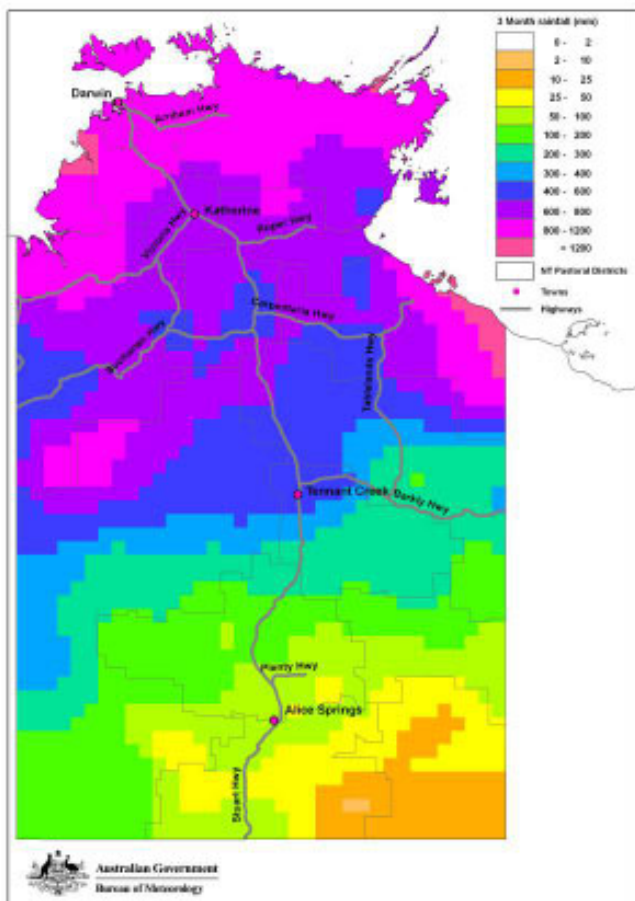 3 Month rainfall (mm)
0 - 2
2 - 10
10 - 25
25 - 50
50 - 100
100 - 200
200 - 300
300 - 400
400 - 600
600 - 800
800 - 1200
> 1200
NT Pastoral Districts
Towns
Highways
Darwin
Arnhem Hwy
Katherine
Victoria Hwy
Roper Hwy
Carpentaria Hwy
Buchanan Hwy
Tablelands Hwy
Tennant Creek
Barkly Hwy
Plenty Hwy
Alice Springs
Stuart Hwy
Australian Government
Bureau of Meteorology